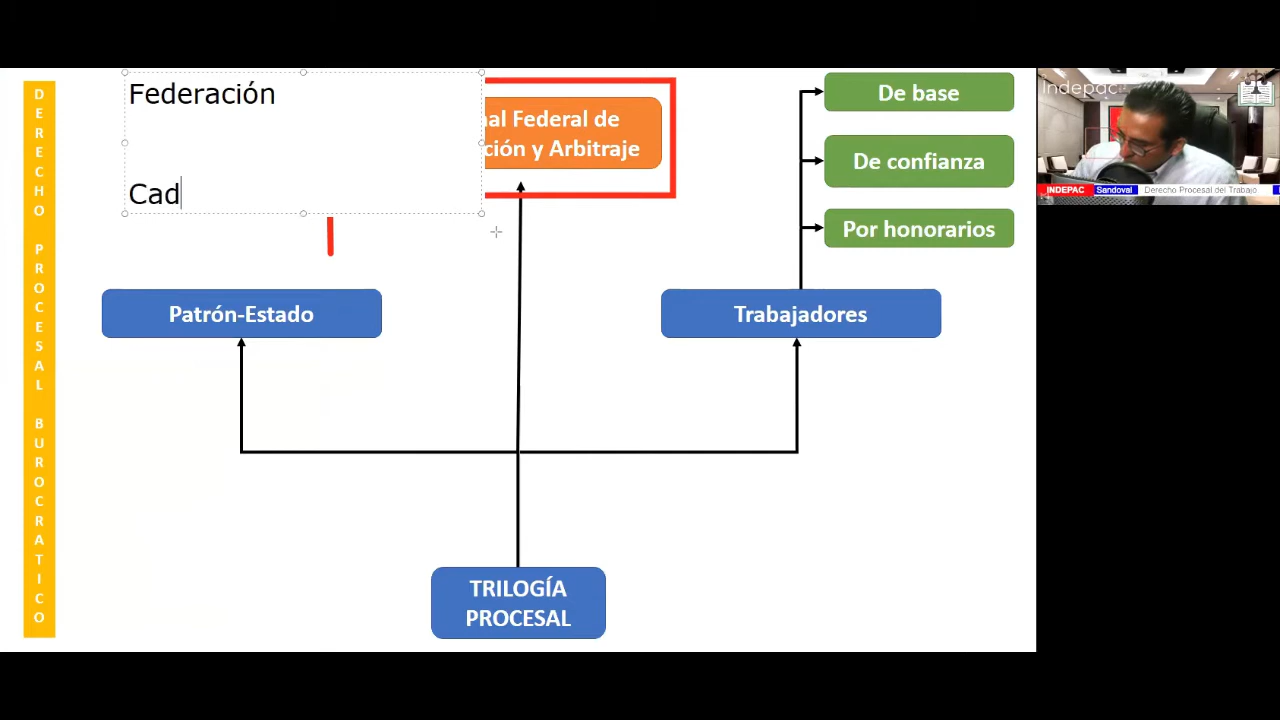 DERECHO PROCESAL BUROCRATICO
Federación
Cad
nal Federal de
ción y Arbitraje
De base
De confianza
Por honorarios
Patrón-Estado
Trabajadores
TRILOGÍA
PROCESAL
Indepac
INDEPAC Sandoval Derecho Procesal del Trabajo